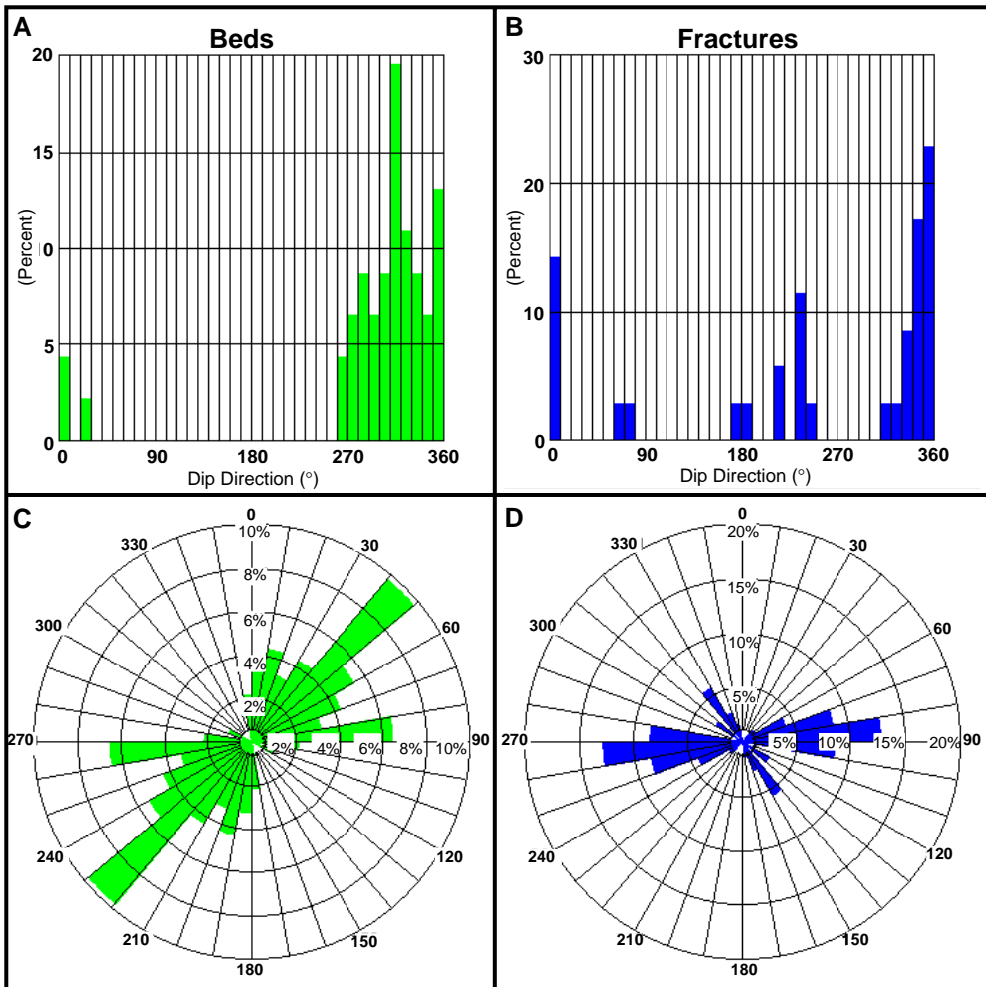 A
Beds
20
15
0
5
0
(Percent)
0 90 180 270 360
Dip Direction (°)
B
Fractures
30
20
10
0
(Percent)
0 90 180 270 360
Dip Direction (°)
C
0
330 30
300 60
270 90
240 120
210 150
180
10%
8%
6%
4%
2%
2% 4% 6% 8% 10%
D
0
330 30
300 60
270 90
240 120
210 150
180
20%
15%
10%
5%
5% 10% 15% 20%